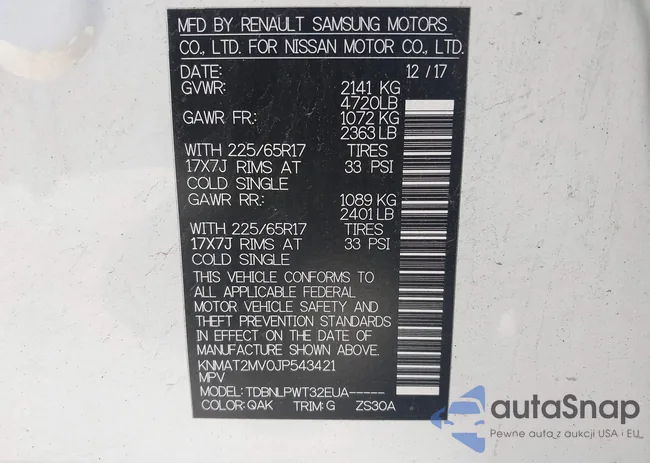 MFD BY RENAULT SAMSUNG MOTORS
CO., LTD. FOR NISSAN MOTOR CO., LTD.
DATE: 12 / 17
GVWR: 2141 KG
4720LB
GAWR FR: 1072 KG
2363 LB
WITH 225/65R17 TIRES
17X7J RIMS AT 33 PSI
COLD SINGLE
GAWR RR: 1089 KG
2401 LB
WITH 225/65R17 TIRES
17X7J RIMS AT 33 PSI
COLD SINGLE
THIS VEHICLE CONFORMS TO
ALL APPLICABLE FEDERAL
MOTOR VEHICLE SAFETY AND
THEFT PREVENTION STANDARDS
IN EFFECT ON THE DATE OF
MANUFACTURE SHOWN ABOVE.
KNMAT2MV0JP543421
MPV
MODEL: TDBNLPWT32EUA-----
COLOR: QAK TRIM: G ZS30A
autaSnap
Pewne auta z aukcji USA i EU